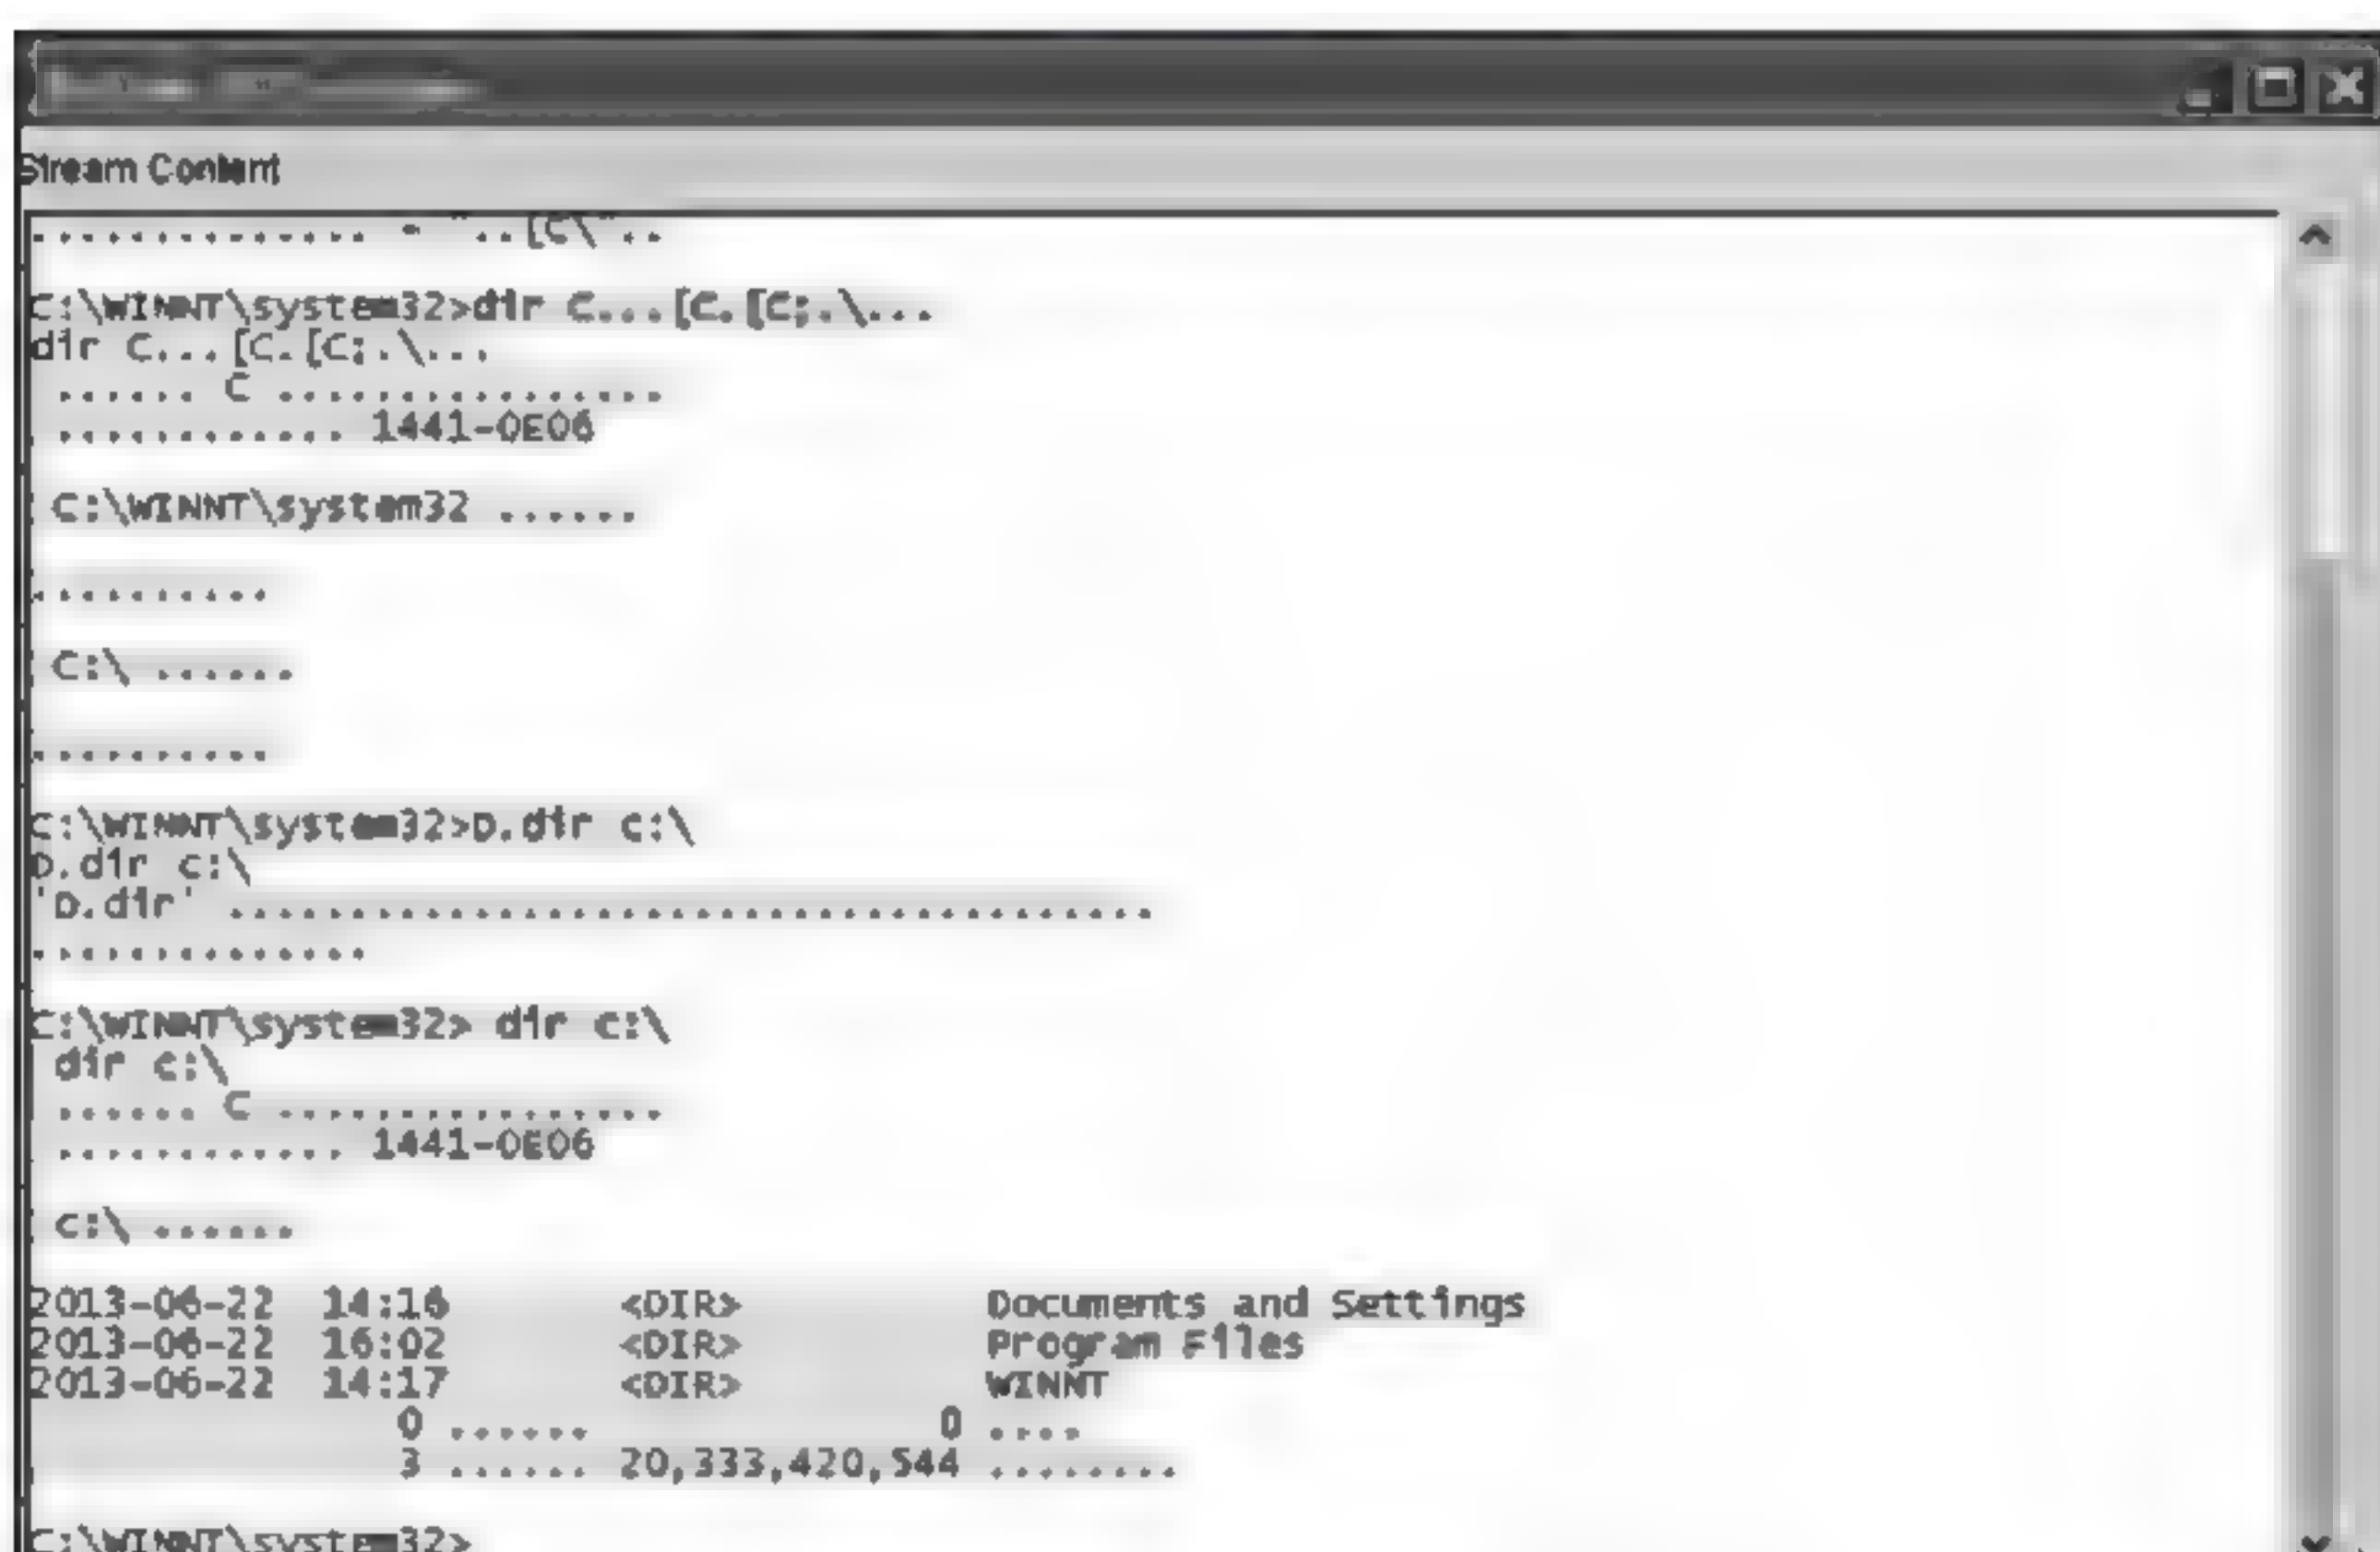 Stream Content
.............. - "..[C\"..
C:\WINNT\system32>dir C...[C.[C;.\...
dir C...[C.[C;.\...
...... C ................
............ 1441-0E06
C:\WINNT\system32 ......
..........
C:\ ......
..........
C:\WINNT\system32>D.dir c:\
D.dir c:\
'D.dir' ......................................
..............
C:\WINNT\system32> dir c:\
dir c:\
...... C ................
............ 1441-0E06
c:\ ......
2013-06-22  14:16       <DIR>          Documents and Settings
2013-06-22  16:02       <DIR>          Program Files
2013-06-22  14:17       <DIR>          WINNT
0 ......              0 ....
3 ...... 20,333,420,544 ........
C:\WINNT\system32>